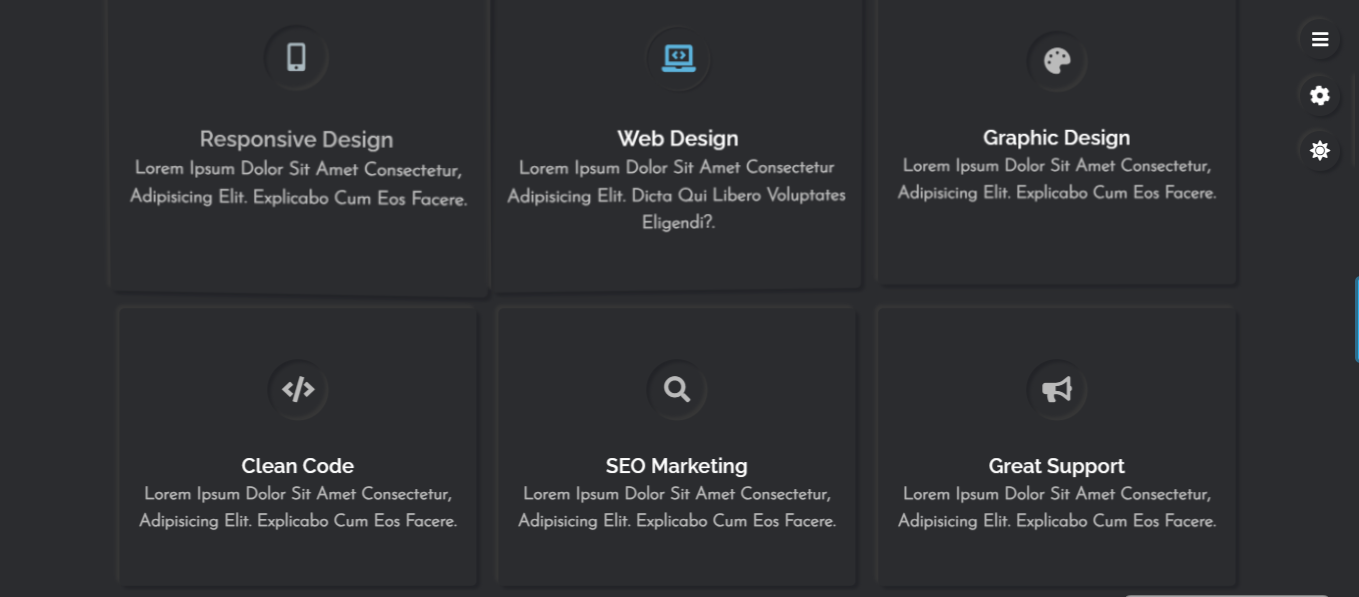 Responsive Design
Lorem Ipsum Dolor Sit Amet Consectetur,
Adipisicing Elit. Explicabo Cum Eos Facere.
Web Design
Lorem Ipsum Dolor Sit Amet Consectetur
Adipisicing Elit. Dicta Qui Libero Voluptates
Eligendi?.
Graphic Design
Lorem Ipsum Dolor Sit Amet Consectetur,
Adipisicing Elit. Explicabo Cum Eos Facere.
Clean Code
Lorem Ipsum Dolor Sit Amet Consectetur,
Adipisicing Elit. Explicabo Cum Eos Facere.
SEO Marketing
Lorem Ipsum Dolor Sit Amet Consectetur,
Adipisicing Elit. Explicabo Cum Eos Facere.
Great Support
Lorem Ipsum Dolor Sit Amet Consectetur,
Adipisicing Elit. Explicabo Cum Eos Facere.